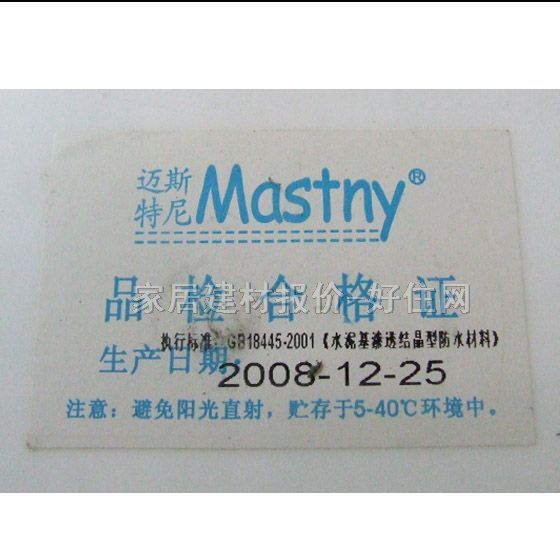 迈斯
特尼 Mastny®
品 检 合 格 证
家居建材报价-好住网
执行标准：GB18445-2001《水泥基渗透结晶型防水材料》
生产日期：
2008-12-25
注意：避免阳光直射，贮存于5-40℃环境中。